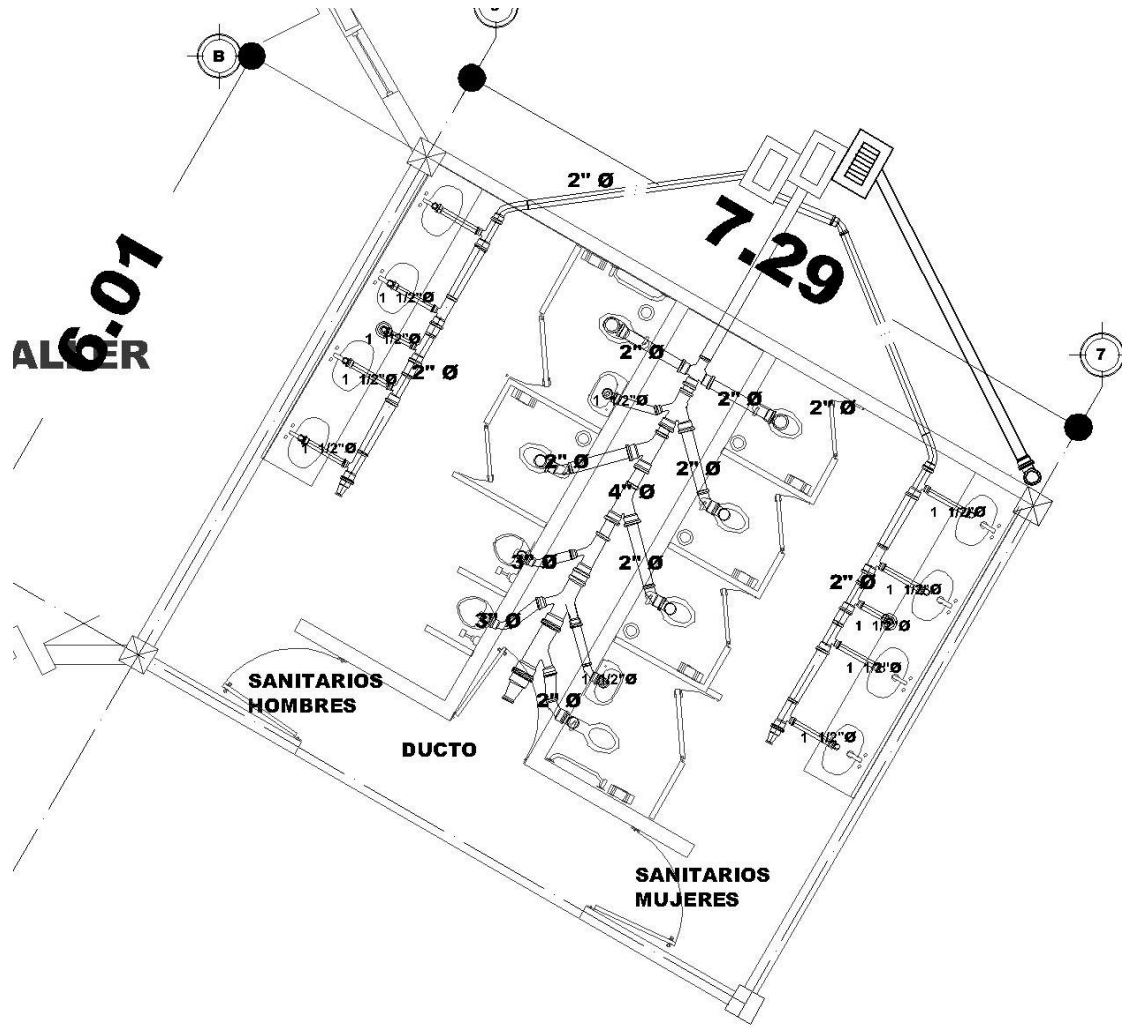 B
2" Ø
7.29
6.01
ALLER
7
1 1/2"Ø
1 1/2"Ø
1 1/2"Ø
2" Ø
1 1/2"Ø
2" Ø
1 1/2"Ø
2" Ø
2" Ø
2" Ø
2" Ø
4" Ø
1 1/2"Ø
3" Ø
2" Ø
2" Ø
1 1/2"Ø
3" Ø
1 1/2"Ø
1 1/2"Ø
SANITARIOS
HOMBRES
1 1/2"Ø
2" Ø
1 1/2"Ø
DUCTO
SANITARIOS
MUJERES